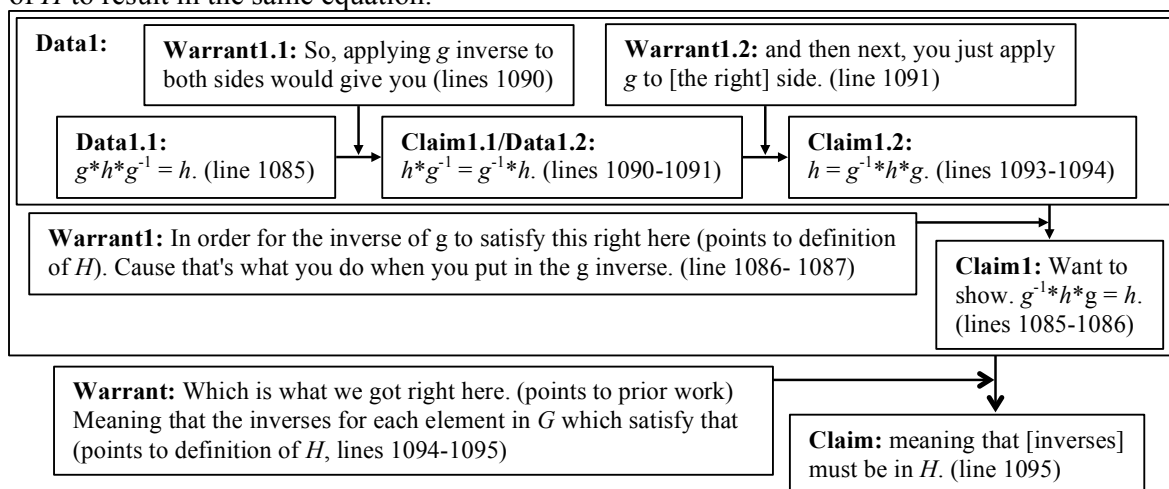 of H to result in the same equation.
Data1:
Warrant1.1: So, applying g inverse to
both sides would give you (lines 1090)
Warrant1.2: and then next, you just apply
g to [the right] side. (line 1091)
Data1.1:
g*h*g⁻¹ = h. (line 1085)
Claim1.1/Data1.2:
h*g⁻¹ = g⁻¹*h. (lines 1090-1091)
Claim1.2:
h = g⁻¹*h*g. (lines 1093-1094)
Warrant1: In order for the inverse of g to satisfy this right here (points to definition
of H). Cause that's what you do when you put in the g inverse. (line 1086- 1087)
Claim1: Want to
show. g⁻¹*h*g = h.
(lines 1085-1086)
Warrant: Which is what we got right here. (points to prior work)
Meaning that the inverses for each element in G which satisfy that
(points to definition of H, lines 1094-1095)
Claim: meaning that [inverses]
must be in H. (line 1095)